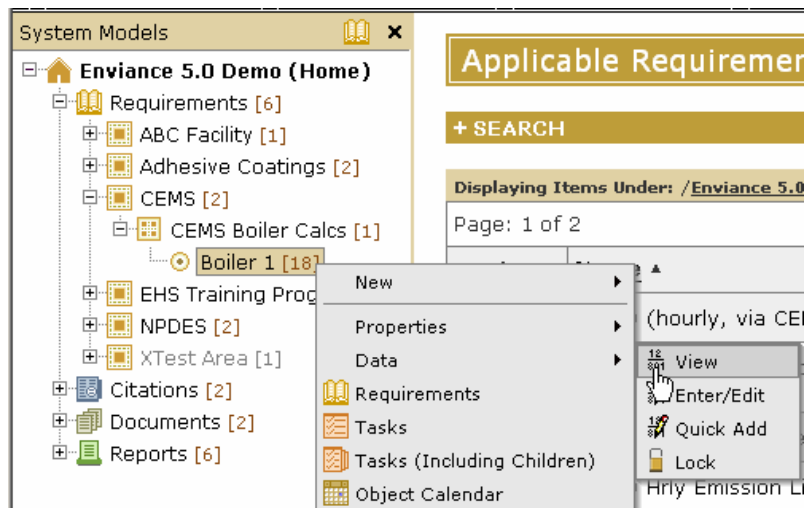 System Models
Applicable Requiremen
Enviance 5.0 Demo (Home)
Requirements [6]
+ SEARCH
ABC Facility [1]
Adhesive Coatings [2]
Displaying Items Under: /Enviance 5.0
CEMS [2]
Page: 1 of 2
CEMS Boiler Calcs [1]
Boiler 1 [18]
New
EHS Training Prog
(hourly, via CEM
NPDES [2]
Properties
XTest Area [1]
Data
View
Citations [2]
Requirements
Enter/Edit
Documents [2]
Tasks
Quick Add
Reports [6]
Tasks (Including Children)
Lock
Object Calendar
Hrly Emission Li